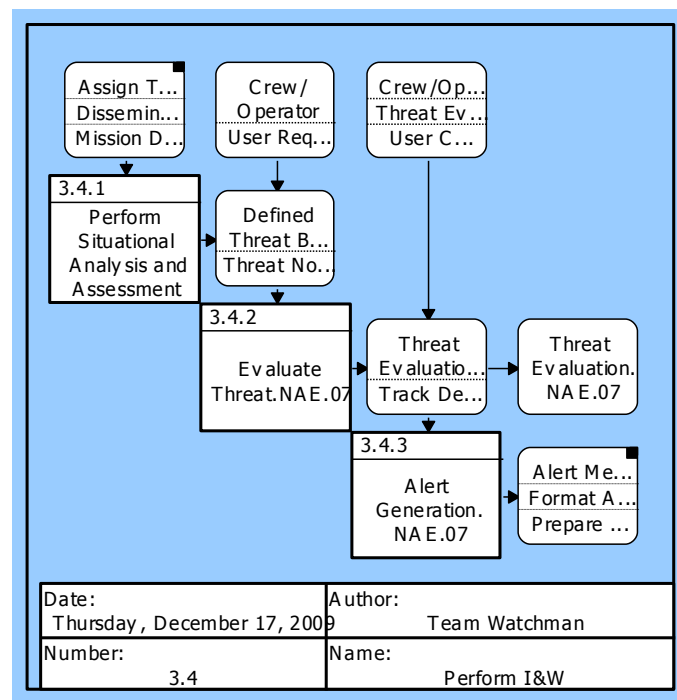 Assign T...
Dissemin...
Mission D...
Crew/
Operator
User Req...
Crew/Op...
Threat Ev...
User C...
3.4.1
Perform
Situational
Analysis and
Assessment
Defined
Threat B...
Threat No...
3.4.2
Evaluate
Threat.NAE.07
Threat
Evaluatio...
Track De...
Threat
Evaluation.
NAE.07
3.4.3
Alert
Generation.
NAE.07
Alert Me...
Format A...
Prepare ...
Date:
Thursday, December 17, 2009
Author:
Team Watchman
Number:
3.4
Name:
Perform I&W